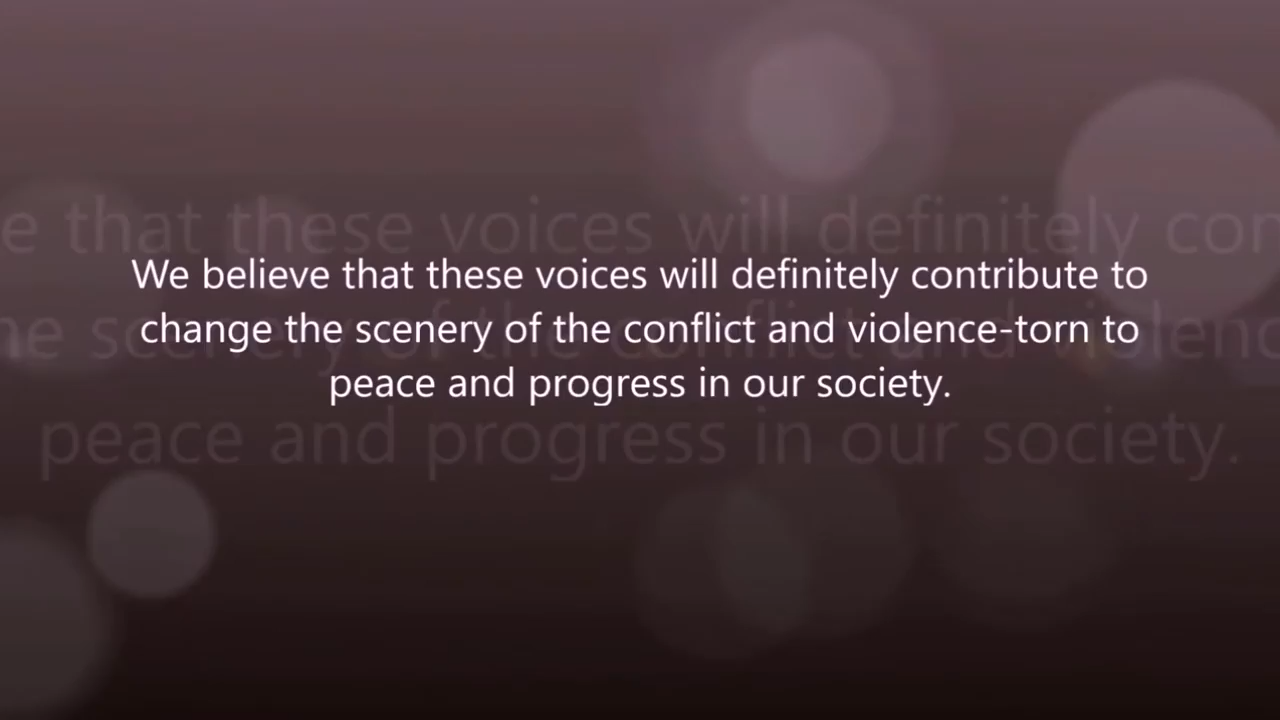 We believe that these voices will definitely contribute to
change the scenery of the conflict and violence-torn to
peace and progress in our society.